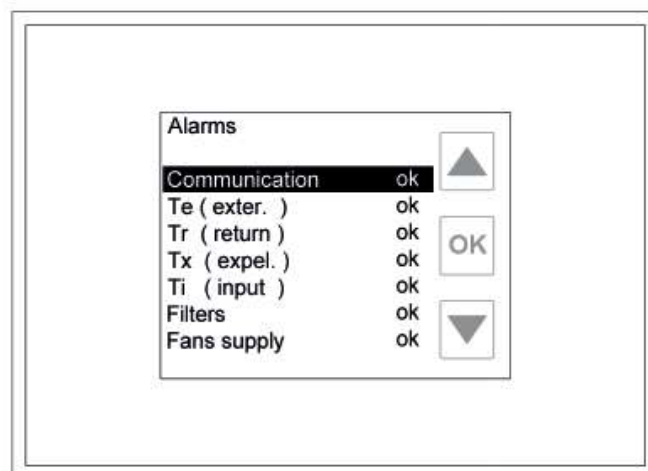 Alarms
Communication ok
Te ( exter. ) ok
Tr ( return ) ok
Tx ( expel. ) ok
Ti ( input ) ok
Filters ok
Fans supply ok
OK